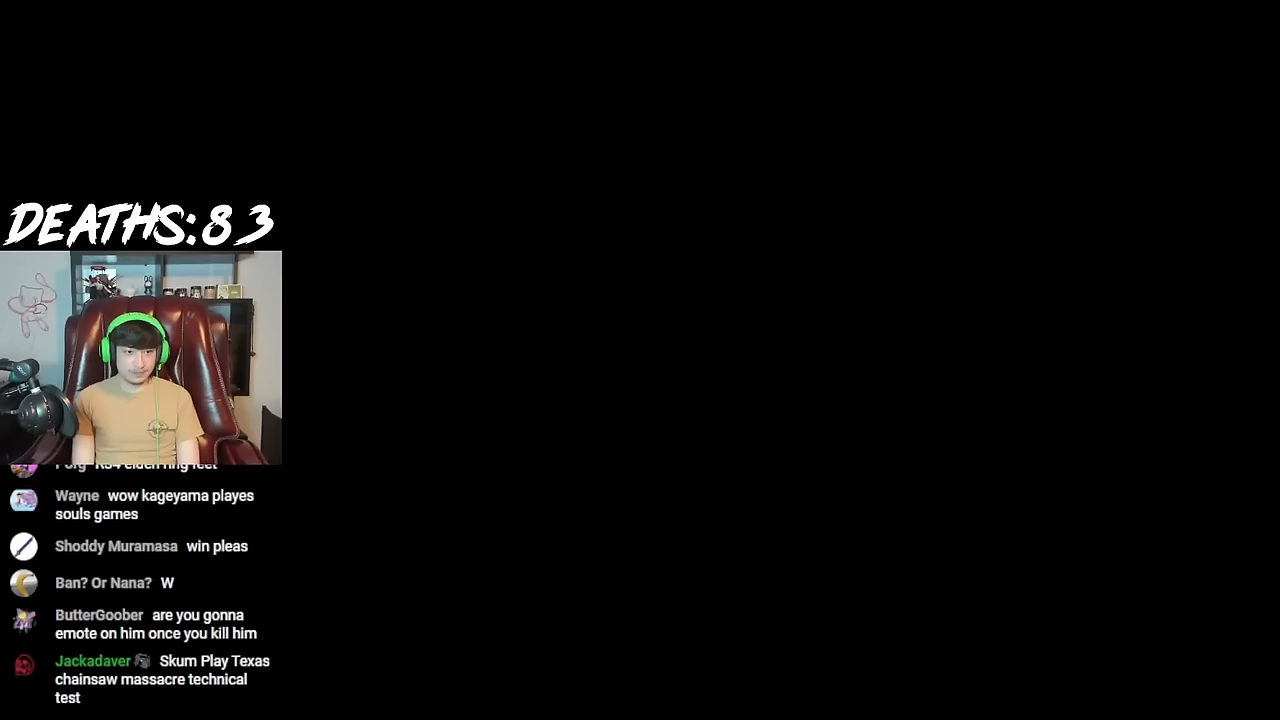 DEATHS:83
Wayne wow kageyama playes
souls games
Shoddy Muramasa win pleas
Ban? Or Nana? W
ButterGoober are you gonna
emote on him once you kill him
Jackadaver Skum Play Texas
chainsaw massacre technical
test